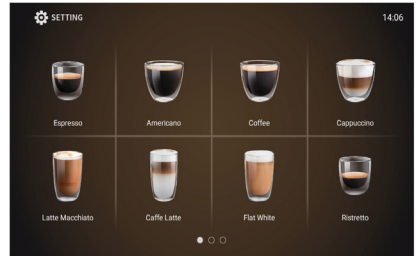 SETTING
14:06
Espresso
Americano
Coffee
Cappuccino
Latte Macchiato
Caffe Latte
Flat White
Ristretto